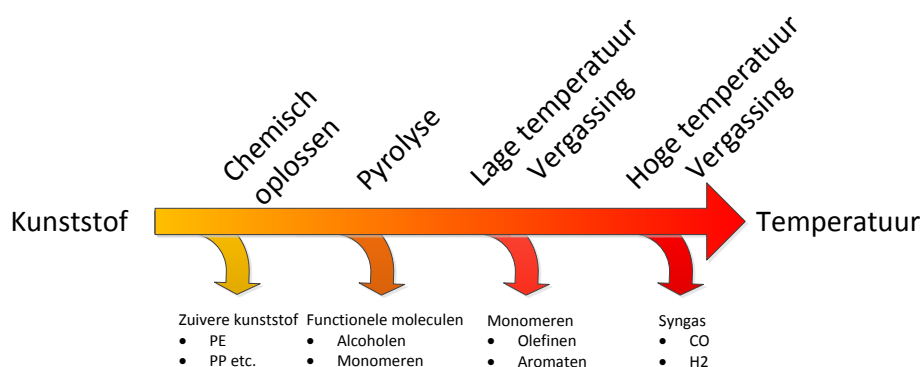 Chemisch
oplossen
Pyrolyse
Lage temperatuur
Vergassing
Hoge temperatuur
Vergassing
Kunststof
Temperatuur
Zuivere kunststof
• PE
• PP etc.
Functionele moleculen
• Alcoholen
• Monomeren
Monomeren
• Olefinen
• Aromaten
Syngas
• CO
• H2